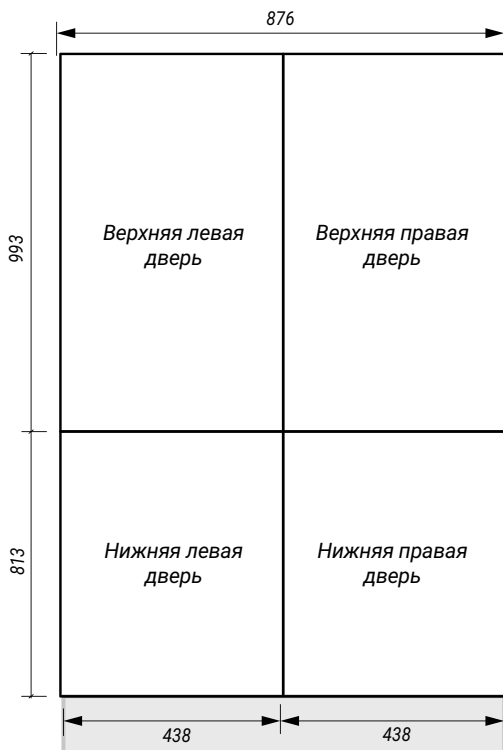 876
993
Верхняя левая
дверь
Верхняя правая
дверь
813
Нижняя левая
дверь
Нижняя правая
дверь
438
438